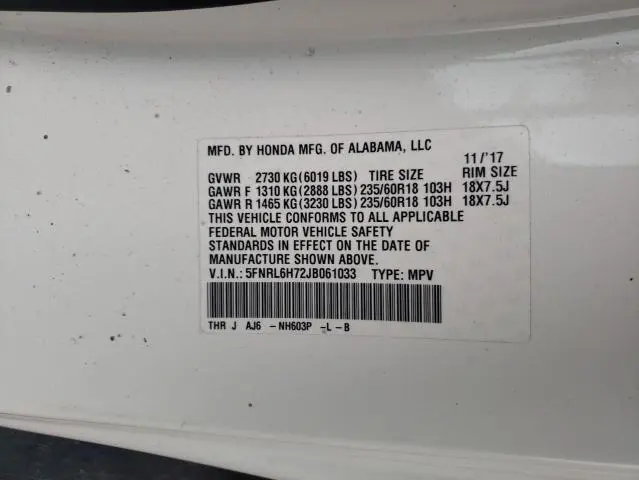 MFD. BY HONDA MFG. OF ALABAMA, LLC 11/'17
GVWR 2730 KG(6019 LBS) TIRE SIZE RIM SIZE
GAWR F 1310 KG(2888 LBS)235/60R18 103H 18X7.5J
GAWR R 1465 KG(3230 LBS)235/60R18 103H 18X7.5J
THIS VEHICLE CONFORMS TO ALL APPLICABLE
FEDERAL MOTOR VEHICLE SAFETY
STANDARDS IN EFFECT ON THE DATE OF
MANUFACTURE SHOWN ABOVE.
V.I.N.: 5FNRL6H72JB061033 TYPE: MPV
THR J AJ6 -NH603P -L -B